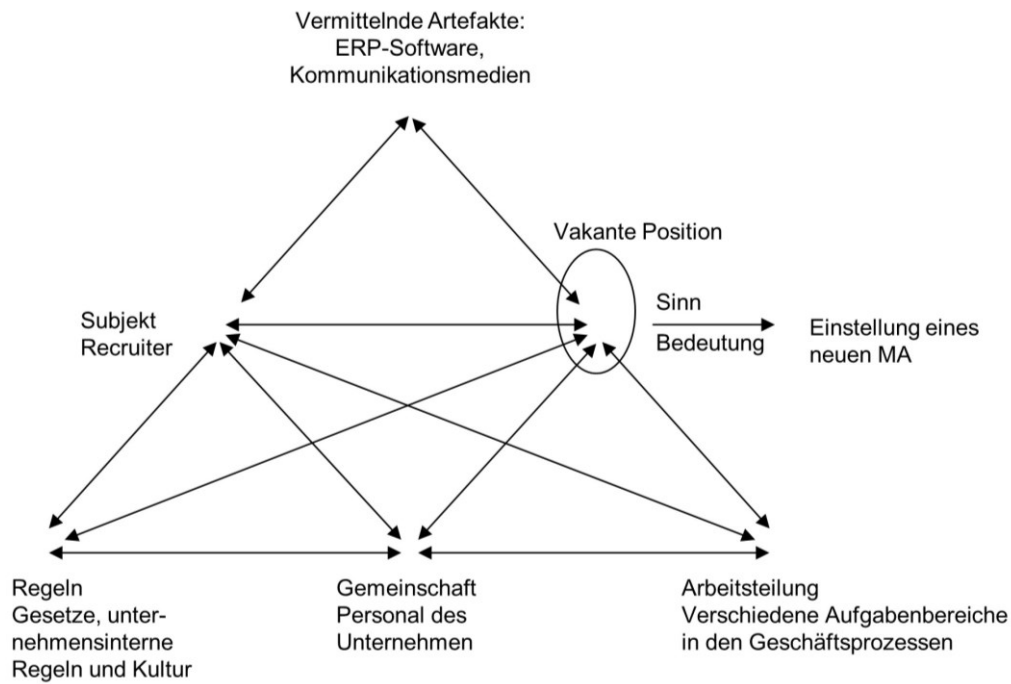 Vermittelnde Artefakte:
ERP-Software,
Kommunikationsmedien
Vakante Position
Subjekt
Recruiter
Sinn
Bedeutung
Einstellung eines
neuen MA
Regeln
Gesetze, unter-
nehmensinterne
Regeln und Kultur
Gemeinschaft
Personal des
Unternehmen
Arbeitsteilung
Verschiedene Aufgabenbereiche
in den Geschäftsprozessen